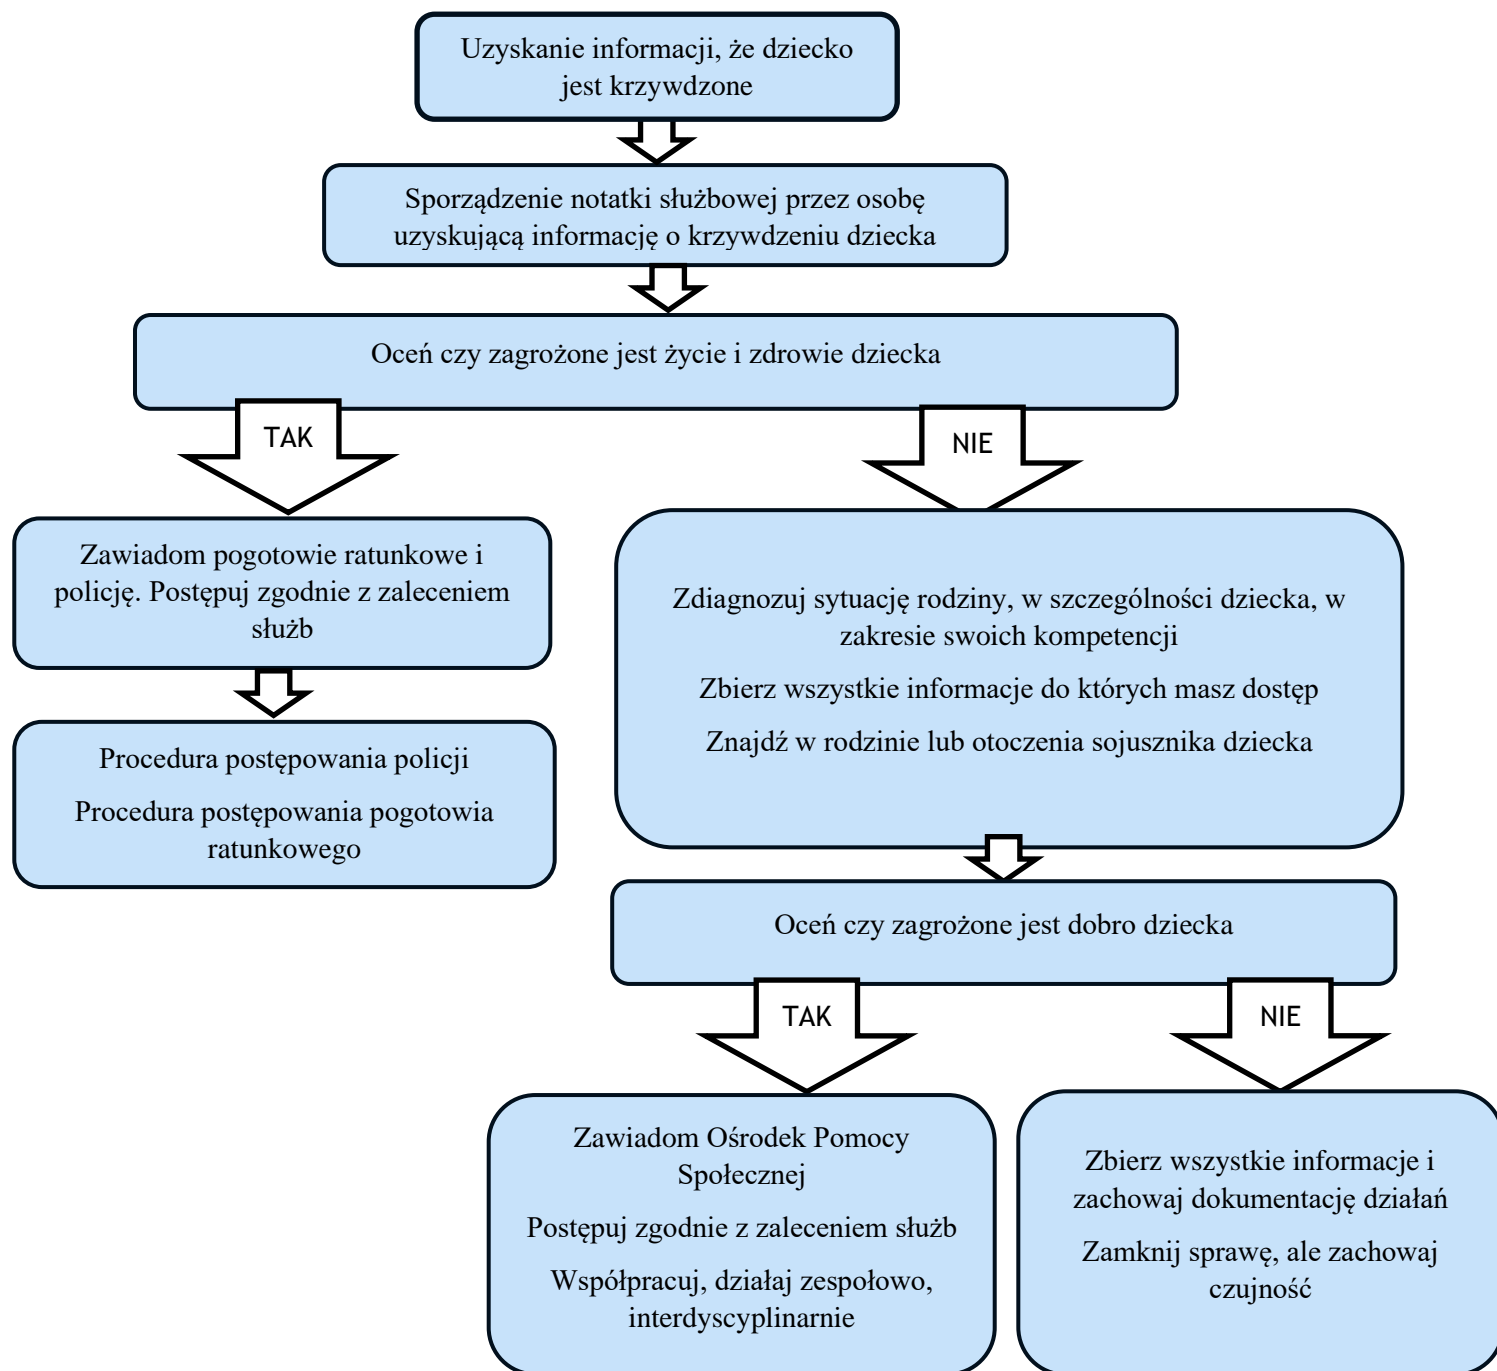 Uzyskanie informacji, że dziecko
jest krzywdzone
Sporządzenie notatki służbowej przez osobę
uzyskującą informację o krzywdzeniu dziecka
Oceń czy zagrożone jest życie i zdrowie dziecka
TAK
NIE
Zawiadom pogotowie ratunkowe i
policję. Postępuj zgodnie z zaleceniem
służb
Procedura postępowania policji
Procedura postępowania pogotowia
ratunkowego
Zdiagnozuj sytuację rodziny, w szczególności dziecka, w
zakresie swoich kompetencji
Zbierz wszystkie informacje do których masz dostęp
Znajdź w rodzinie lub otoczenia sojusznika dziecka
Oceń czy zagrożone jest dobro dziecka
TAK
NIE
Zawiadom Ośrodek Pomocy
Społecznej
Postępuj zgodnie z zaleceniem służb
Współpracuj, działaj zespołowo,
interdyscyplinarnie
Zbierz wszystkie informacje i
zachowaj dokumentację działań
Zamknij sprawę, ale zachowaj
czujność